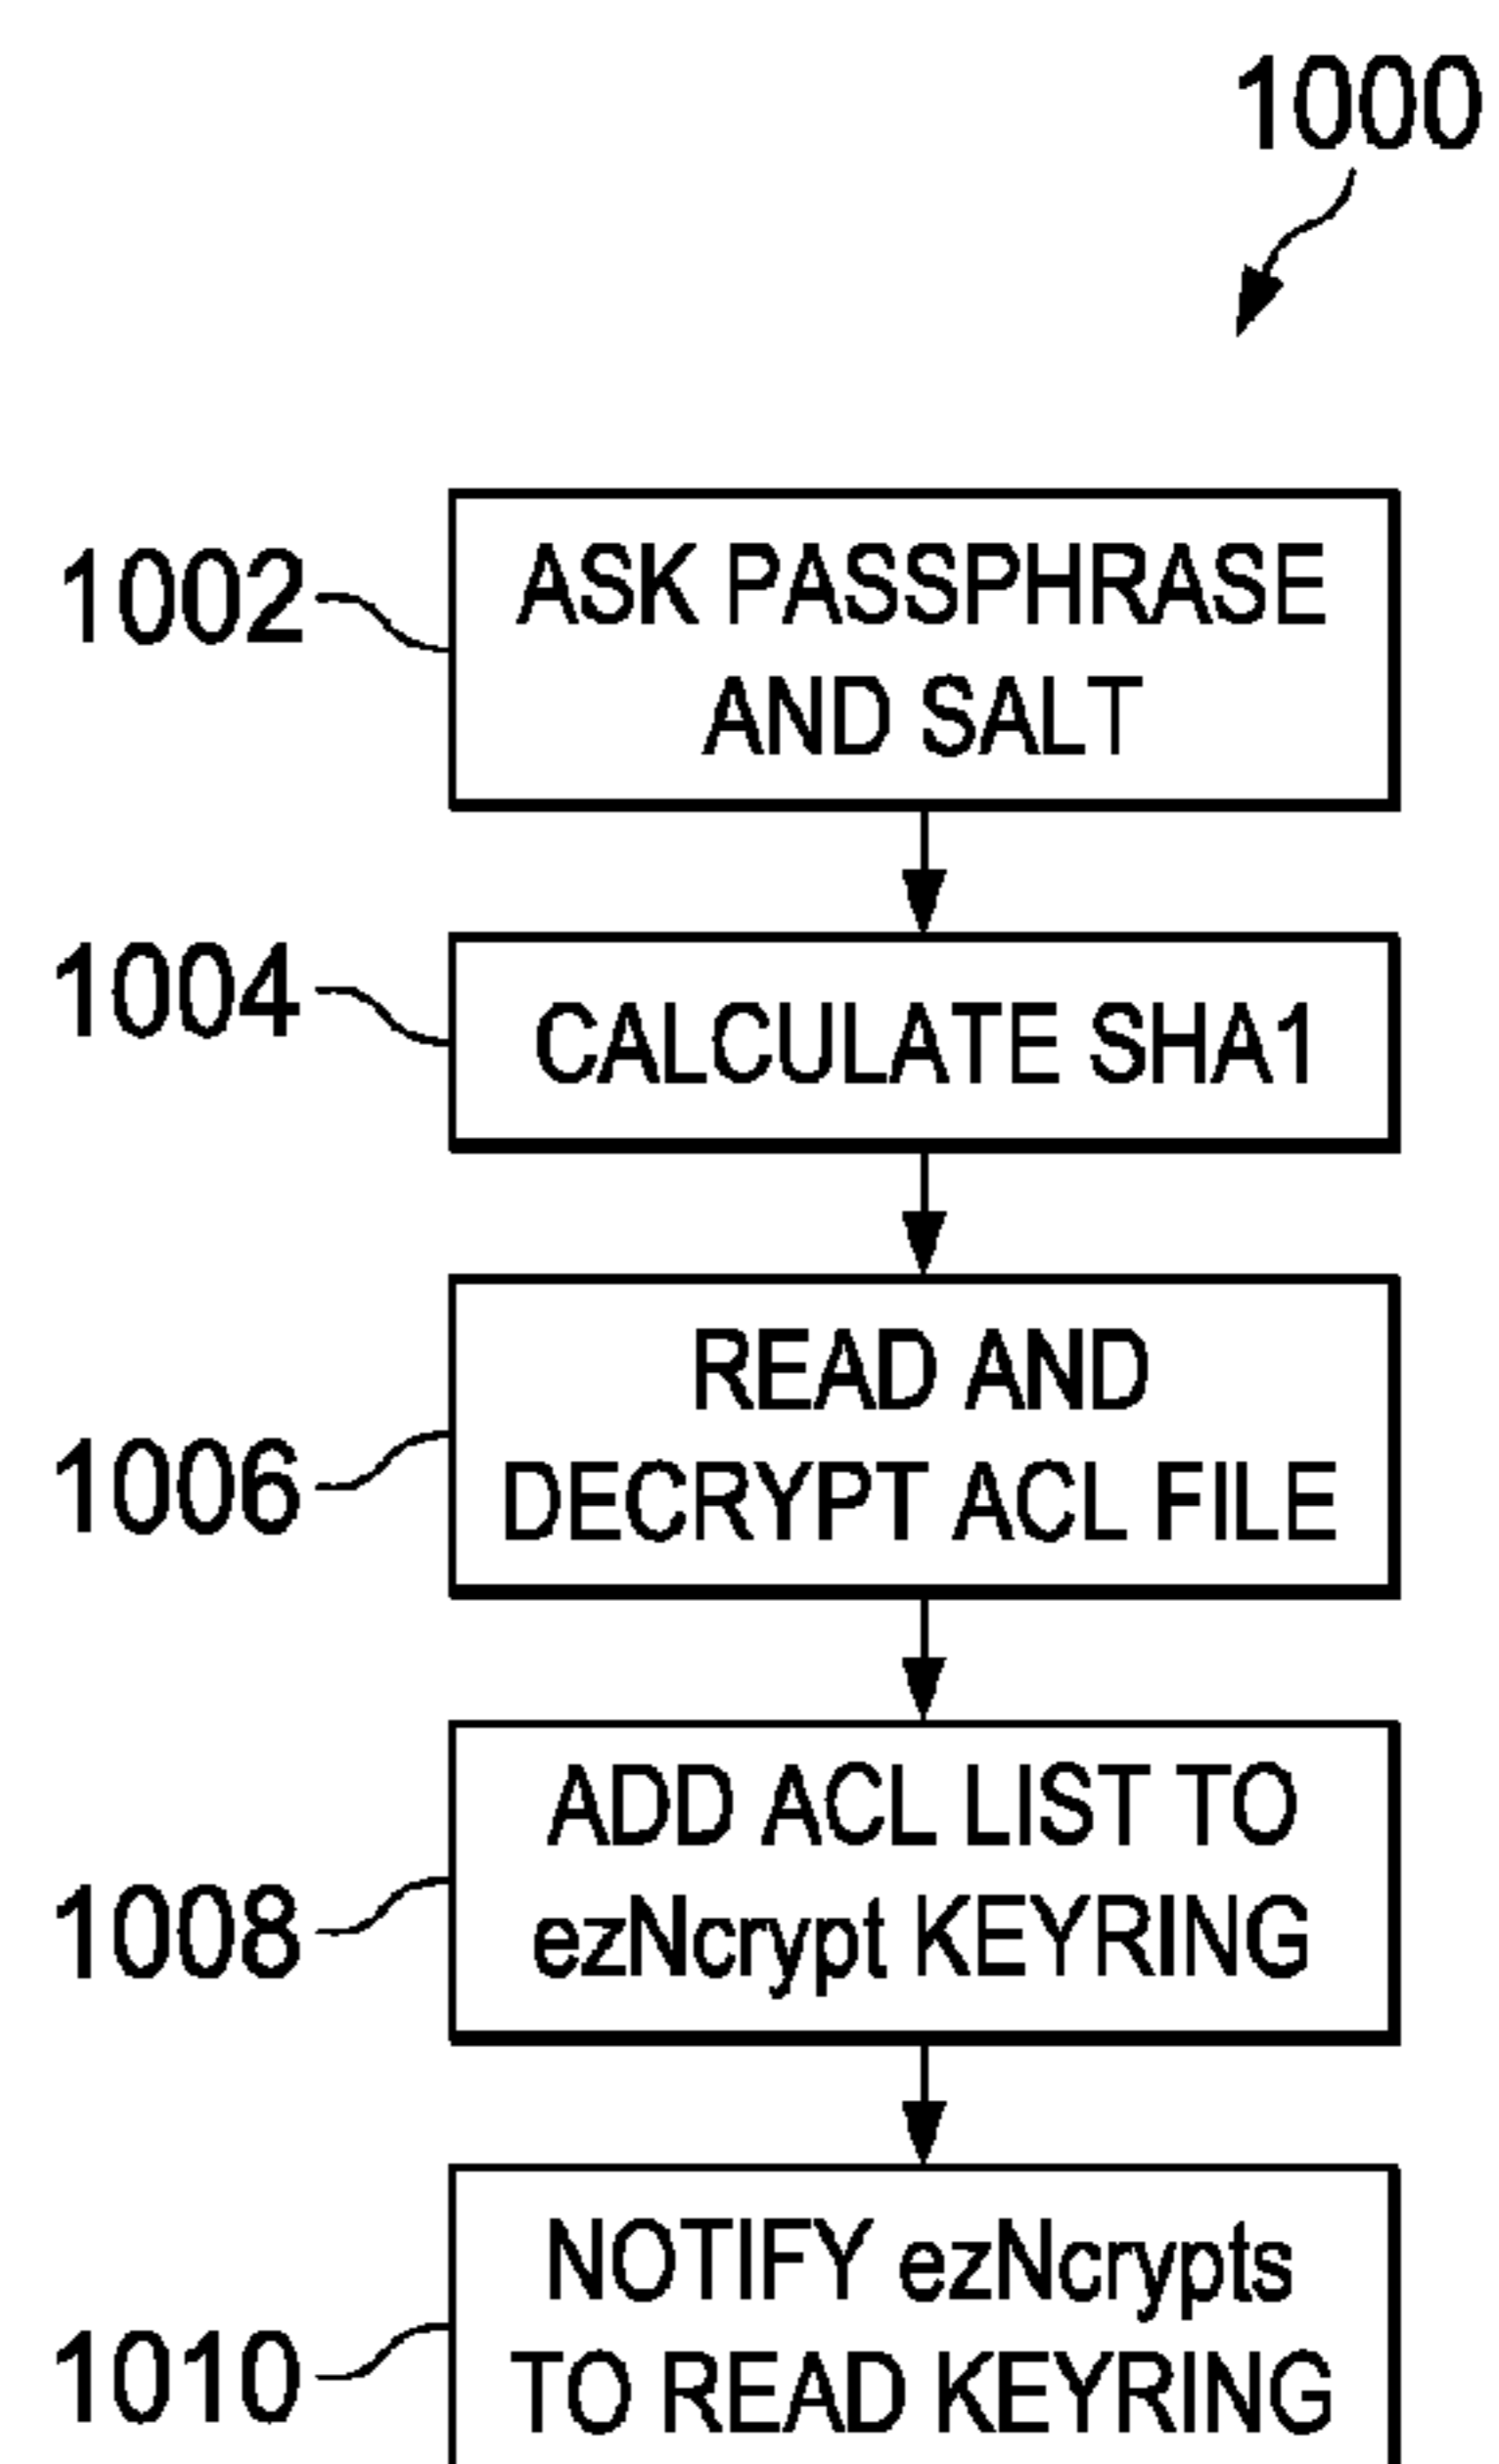 1000
1002
ASK PASSPHRASE
AND SALT
1004
CALCULATE SHA1
1006
READ AND
DECRYPT ACL FILE
1008
ADD ACL LIST TO
ezNcrypt KEYRING
1010
NOTIFY ezNcrypts
TO READ KEYRING